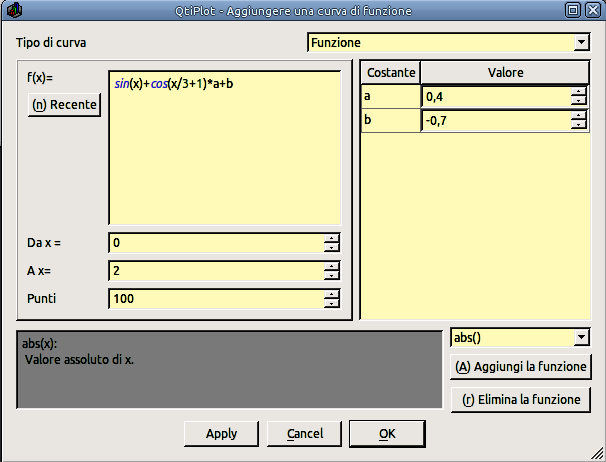 QtiPlot - Aggiungere una curva di funzione
Tipo di curva
Funzione
f(x)=
sin(x)+cos(x/3+1)*a+b
(n) Recente
Costante Valore
a 0,4
b -0,7
Da x = 0
A x= 2
Punti 100
abs(x):
Valore assoluto di x.
abs()
(A) Aggiungi la funzione
(r) Elimina la funzione
Apply Cancel OK